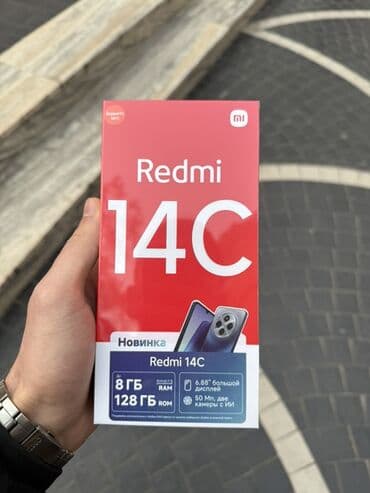 mi
Redmi
14C
Новинка
Redmi 14C
до
8 ГБ RAM
128 ГБ ROM
6.88" большой
дисплей
50 Мп, две
камеры с ИИ